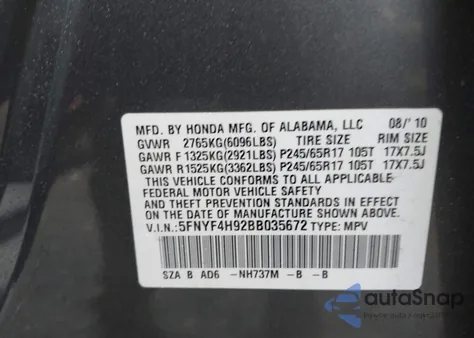 MFD. BY HONDA MFG. OF ALABAMA, LLC 08/'10
GVWR 2765KG(6096LBS) TIRE SIZE RIM SIZE
GAWR F 1325KG(2921LBS) P245/65R17 105T 17X7.5J
GAWR R 1525KG(3362LBS) P245/65R17 105T 17X7.5J
THIS VEHICLE CONFORMS TO ALL APPLICABLE
FEDERAL MOTOR VEHICLE SAFETY AND
THEFT PREVENTION STANDARDS IN EFFECT ON
THE DATE OF MANUFACTURE SHOWN ABOVE.
V.I.N.: 5FNYF4H92BB035672 TYPE: MPV
SZA B AD6 -NH737M -B -B
autoSnap